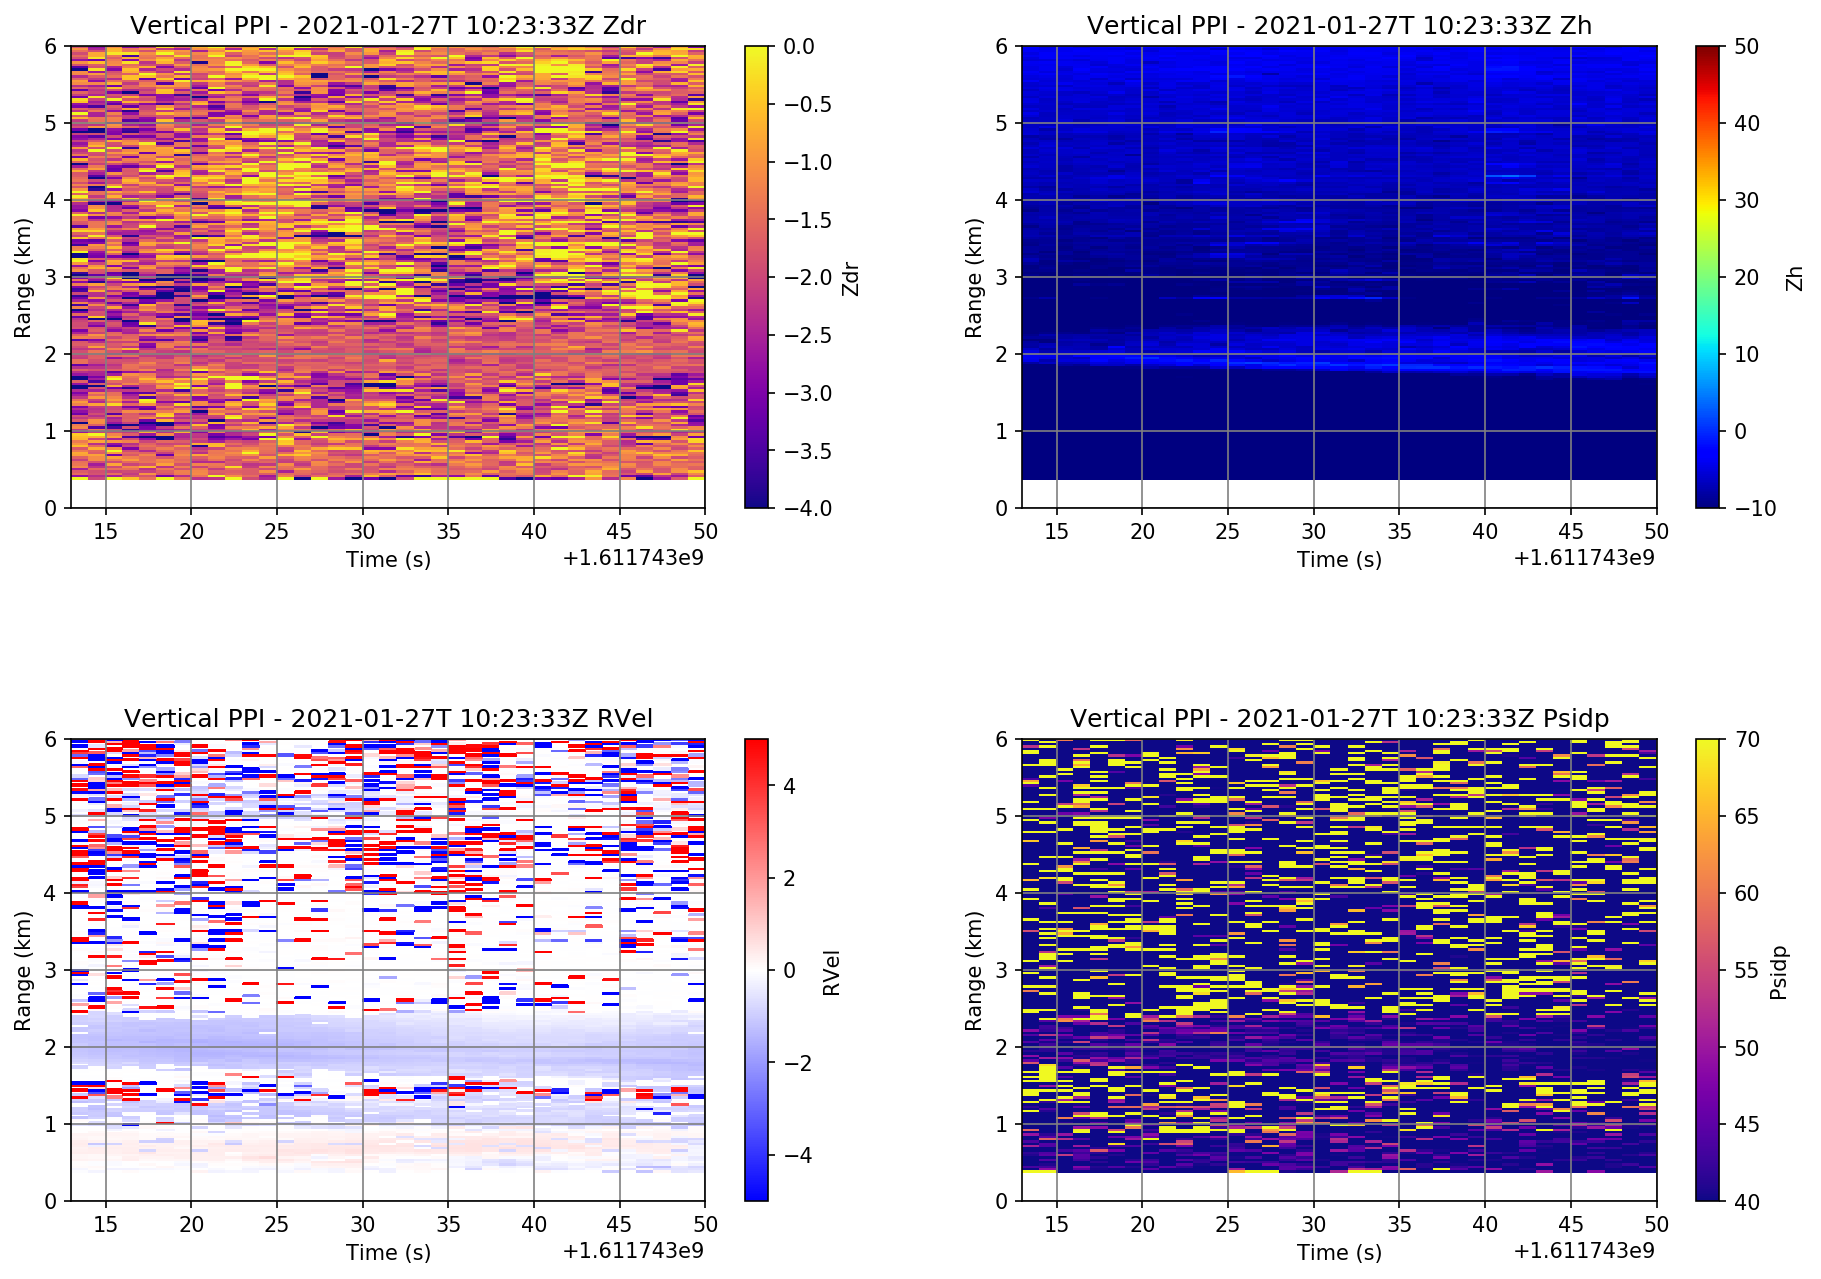 Vertical PPI - 2021-01-27T 10:23:33Z Zdr
6
5
4
3
2
1
0
Range (km)
15 20 25 30 35 40 45 50
Time (s)
+1.611743e9
0.0
−0.5
−1.0
−1.5
−2.0
−2.5
−3.0
−3.5
−4.0
Zdr
Vertical PPI - 2021-01-27T 10:23:33Z Zh
6
5
4
3
2
1
0
Range (km)
15 20 25 30 35 40 45 50
Time (s)
+1.611743e9
50
40
30
20
10
0
−10
Zh
Vertical PPI - 2021-01-27T 10:23:33Z RVel
6
5
4
3
2
1
0
Range (km)
15 20 25 30 35 40 45 50
Time (s)
+1.611743e9
4
2
0
−2
−4
RVel
Vertical PPI - 2021-01-27T 10:23:33Z Psidp
6
5
4
3
2
1
0
Range (km)
15 20 25 30 35 40 45 50
Time (s)
+1.611743e9
70
65
60
55
50
45
40
Psidp